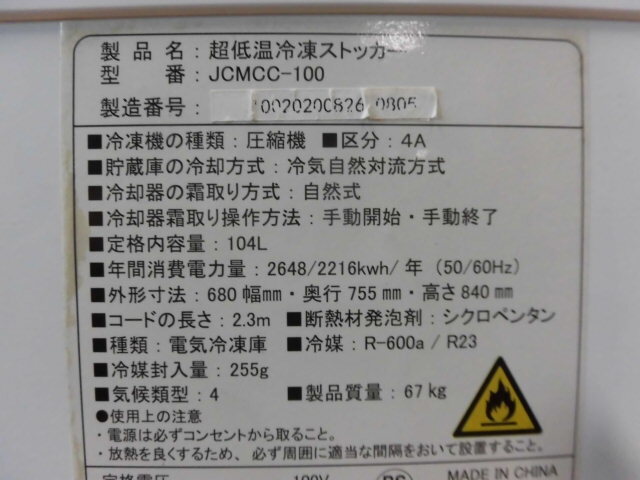 製品名：超低温冷凍ストッカー
型　番：JCMCC-100
製造番号：　0020200826 0805
■冷凍機の種類：圧縮機　■区分：4A
■貯蔵庫の冷却方式：冷気自然対流方式
■冷却器の霜取り方式：自然式
■冷却器霜取り操作方法：手動開始・手動終了
■定格内容量：104L
■年間消費電力量：2648/2216kwh/年（50/60Hz）
■外形寸法：680幅mm・奥行755mm・高さ840mm
■コードの長さ：2.3m　■断熱材発泡剤：シクロペンタン
■種類：電気冷凍庫　■冷媒：R-600a / R23
■冷媒封入量：255g
■気候類型：4　■製品質量：67kg
●使用上の注意
・電源は必ずコンセントから取ること。
・放熱を良くするため、必ず周囲に適当な間隔をおいて設置すること。
定格電圧　100V　MADE IN CHINA